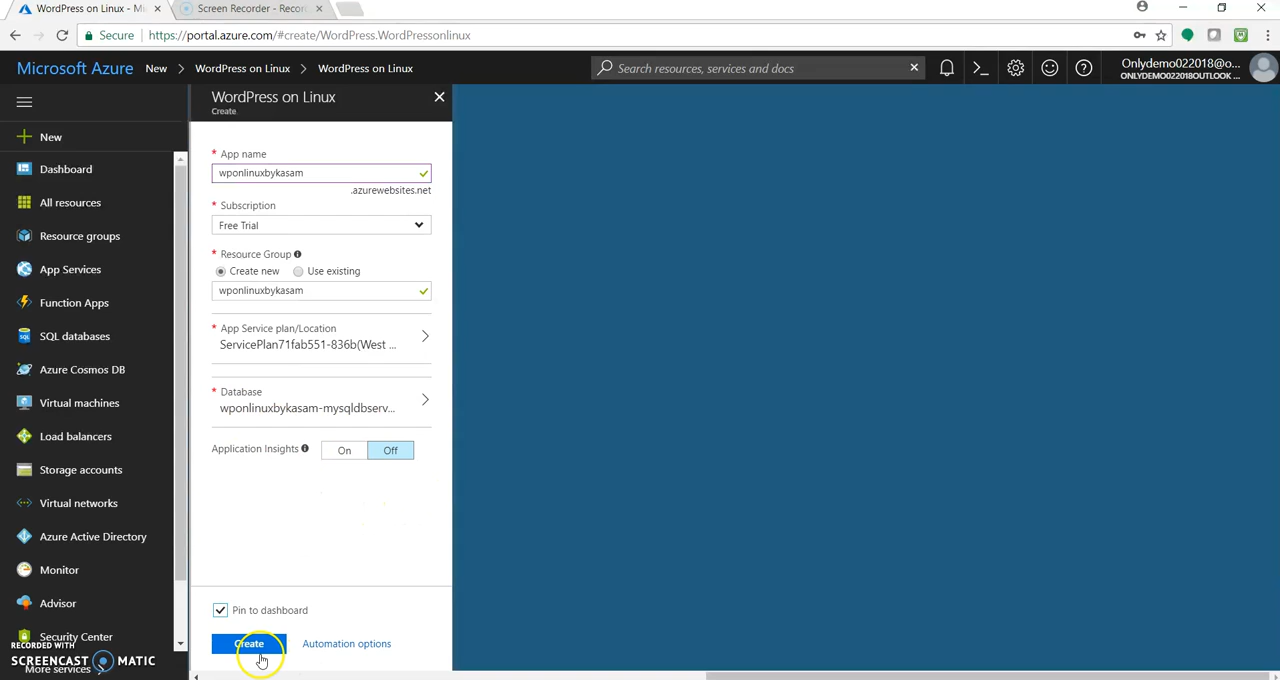 WordPress on Linux - Mi
Screen Recorder - Record
Secure
https://portal.azure.com/#create/WordPress.WordPressonlinux
Microsoft Azure
New > WordPress on Linux > WordPress on Linux
Search resources, services and docs
Onlydemo022018@o...
ONLYDEMO022018OUTLOOK ...
New
Dashboard
All resources
Resource groups
App Services
Function Apps
SQL databases
Azure Cosmos DB
Virtual machines
Load balancers
Storage accounts
Virtual networks
Azure Active Directory
Monitor
Advisor
Security Center
More services
WordPress on Linux
Create
* App name
wponlinuxbykasam
.azurewebsites.net
* Subscription
Free Trial
* Resource Group
Create new Use existing
wponlinuxbykasam
* App Service plan/Location
ServicePlan71fab551-836b(West ...
* Database
wponlinuxbykasam-mysqldbserv...
Application Insights On Off
Pin to dashboard
Create Automation options
RECORDED WITH
SCREENCAST MATIC